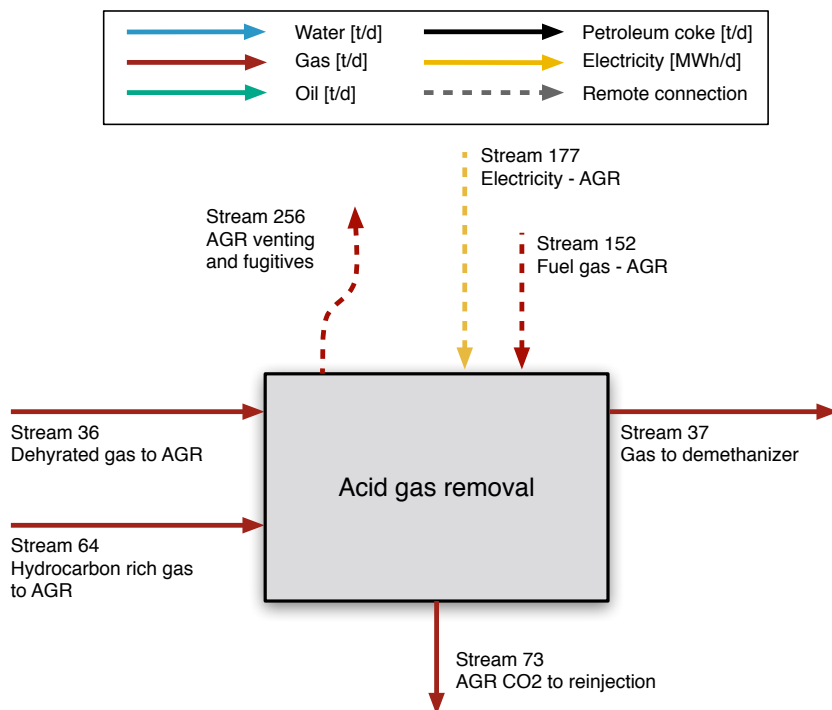 Water [t/d]
Gas [t/d]
Oil [t/d]
Petroleum coke [t/d]
Electricity [MWh/d]
Remote connection
Stream 177
Electricity - AGR
Stream 256
AGR venting
and fugitives
Stream 152
Fuel gas - AGR
Stream 36
Dehyrated gas to AGR
Stream 37
Gas to demethanizer
Acid gas removal
Stream 64
Hydrocarbon rich gas
to AGR
Stream 73
AGR CO2 to reinjection